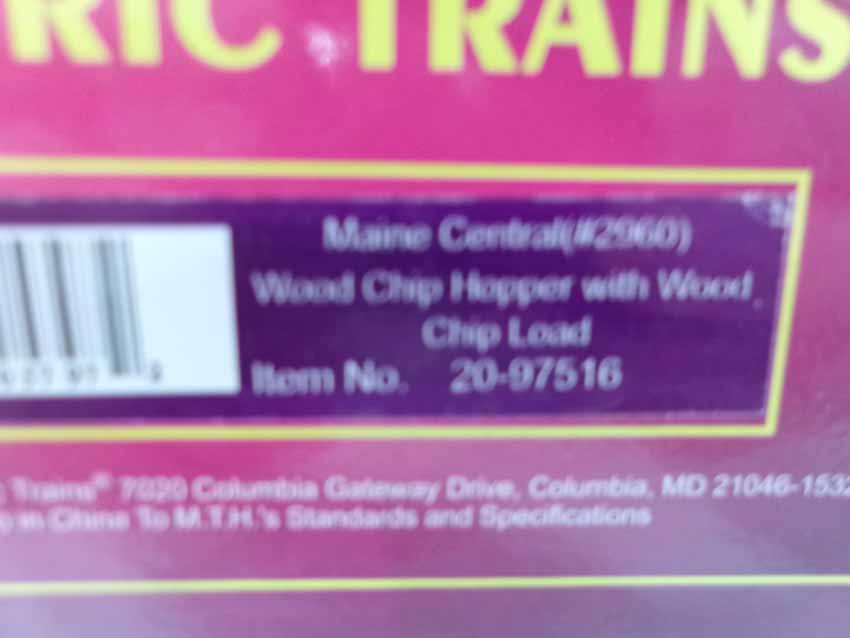 RIC TRAINS
Maine Central(#2960)
Wood Chip Hopper with Wood
Chip Load
Item No. 20-97516
Trains® 7020 Columbia Gateway Drive, Columbia, MD 21046-1532
in China To M.T.H.'s Standards and Specifications